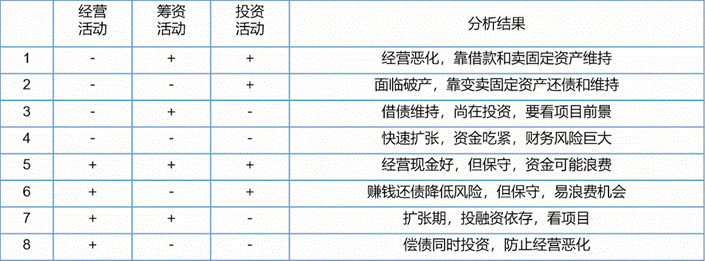 经营活动 筹资活动 投资活动 分析结果
1 - + + 经营恶化，靠借款和卖固定资产维持
2 - - + 面临破产，靠变卖固定资产还债和维持
3 - + - 借债维持，尚在投资，要看项目前景
4 - - - 快速扩张，资金吃紧，财务风险巨大
5 + + + 经营现金好，但保守，资金可能浪费
6 + - + 赚钱还债降低风险，但保守，易浪费机会
7 + + - 扩张期，投融资依存，看项目
8 + - - 偿债同时投资，防止经营恶化